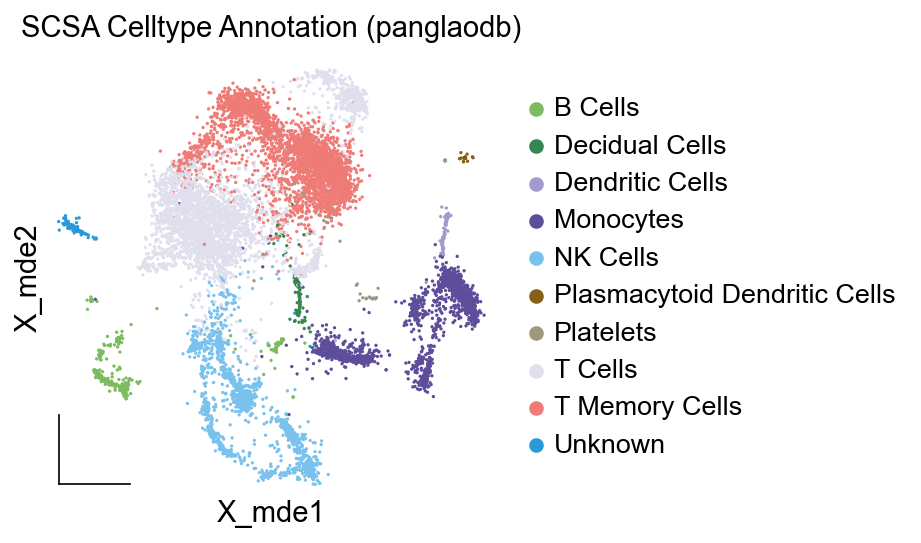 SCSA Celltype Annotation (panglaodb)
B Cells
Decidual Cells
Dendritic Cells
Monocytes
NK Cells
Plasmacytoid Dendritic Cells
Platelets
T Cells
T Memory Cells
Unknown
X_mde2
X_mde1